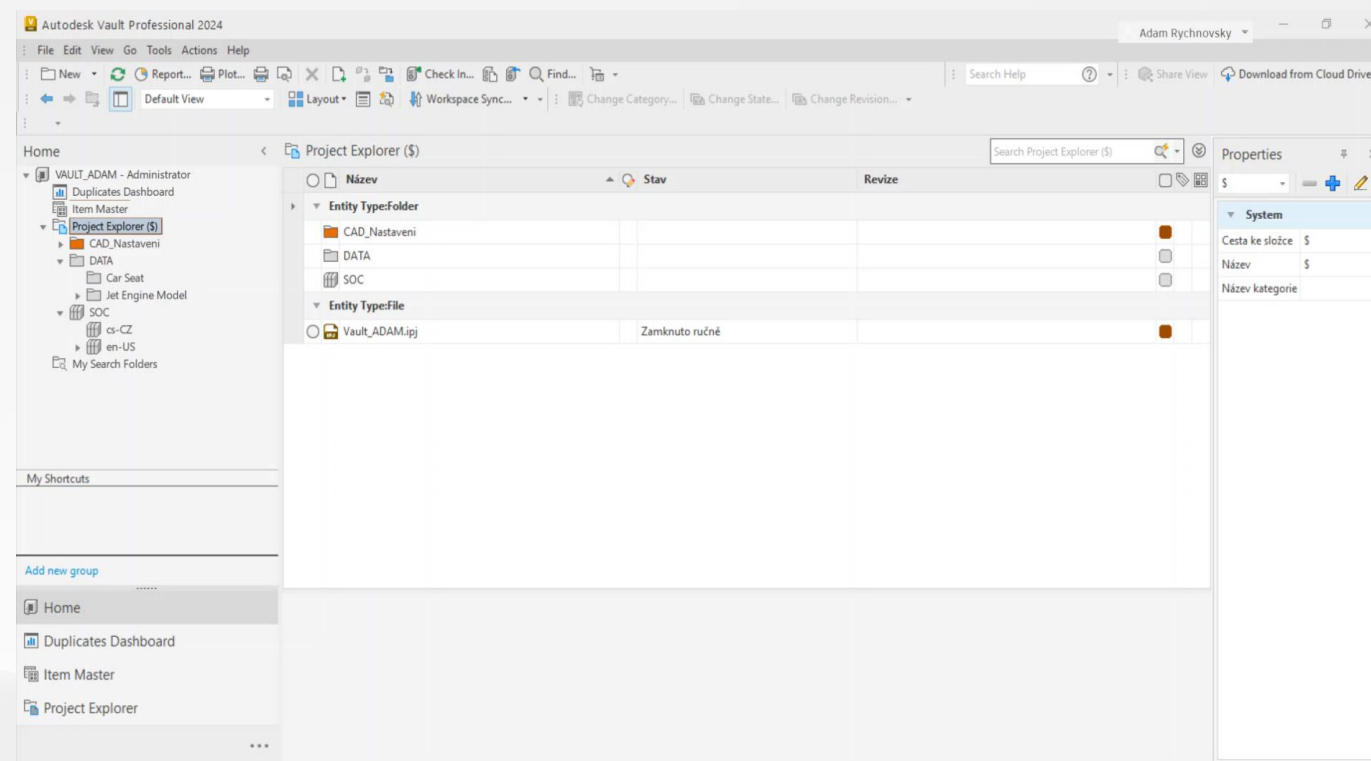 Autodesk Vault Professional 2024
Adam Rychnovsky
File Edit View Go Tools Actions Help
New Report... Plot... Check In... Find... Search Help Share View Download from Cloud Drive
Default View Layout Workspace Sync... Change Category... Change State... Change Revision...
Home
VAULT_ADAM - Administrator
Duplicates Dashboard
Item Master
Project Explorer ($)
CAD_Nastaveni
DATA
Car Seat
Jet Engine Model
SOC
cs-CZ
en-US
My Search Folders
My Shortcuts
Add new group
Home
Duplicates Dashboard
Item Master
Project Explorer
Project Explorer ($) Search Project Explorer ($)
Název Stav Revize
Entity Type:Folder
CAD_Nastaveni
DATA
SOC
Entity Type:File
Vault_ADAM.ipj Zamknuto ručně
Properties
$
System
Cesta ke složce $
Název $
Název kategorie